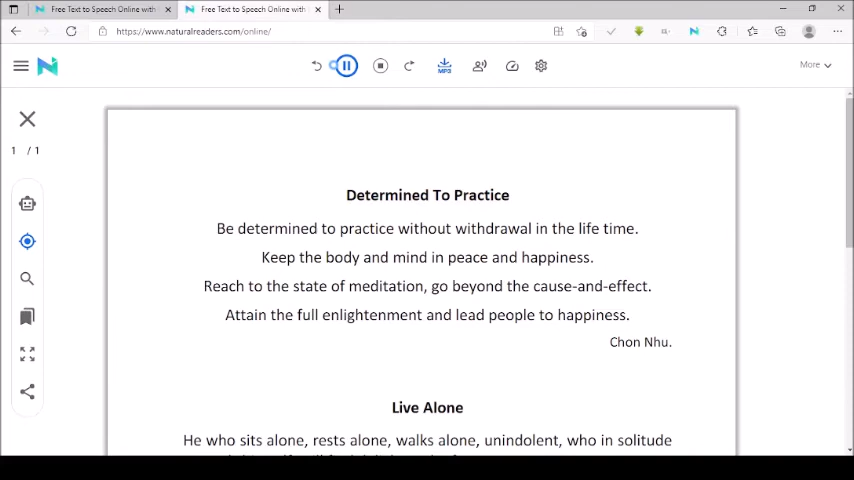 Free Text to Speech Online with
Free Text to Speech Online with
https://www.naturalreaders.com/online/
MP3
More
1 / 1
Determined To Practice
Be determined to practice without withdrawal in the life time.
Keep the body and mind in peace and happiness.
Reach to the state of meditation, go beyond the cause-and-effect.
Attain the full enlightenment and lead people to happiness.
Chon Nhu.
Live Alone
He who sits alone, rests alone, walks alone, unindolent, who in solitude